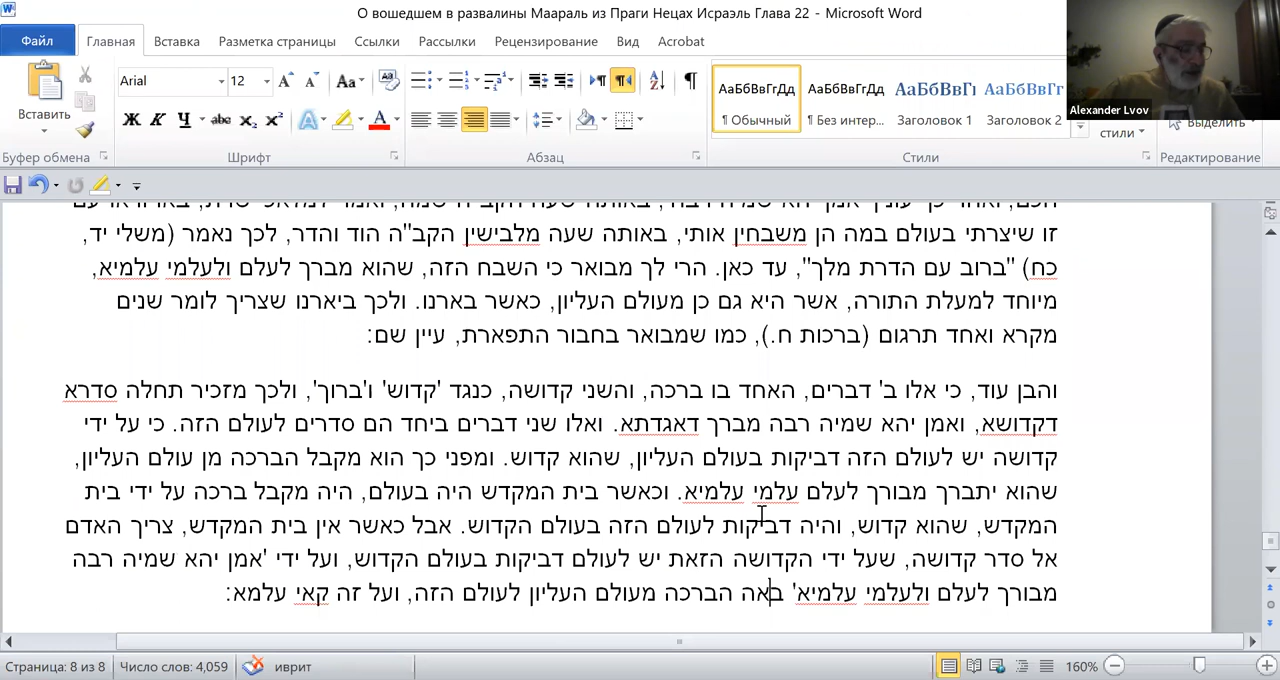 О вошедшем в развалины Маараль из Праги Нецах Исраэль Глава 22 - Microsoft Word
Файл Главная Вставка Разметка страницы Ссылки Рассылки Рецензирование Вид Acrobat
Alexander Lvov
Arial 12 Aa
АаБбВвГгДд АаБбВвГгДд АаБбВвГг АаБбВвГг
Вставить
Ж К Ч abc x₂ x² A A
¶ Обычный ¶ Без интер... Заголовок 1 Заголовок 2
стили
Выделить
Буфер обмена Шрифт Абзац Стили Редактирование
זו שיצרתי בעולם במה הן משבחין אותי, באותה שעה מלבישין הקב"ה הוד והדר, לכך נאמר (משלי יד,
כח) "ברוב עם הדרת מלך", עד כאן. הרי לך מבואר כי השבח הזה, שהוא מברך לעלם ולעלמי עלמיא,
מיוחד למעלת התורה, אשר היא גם כן מעולם העליון, כאשר בארנו. ולכך ביארנו שצריך לומר שנים
מקרא ואחד תרגום (ברכות ח.), כמו שמבואר בחבור התפארת, עיין שם:
והבן עוד, כי אלו ב' דברים, האחד בו ברכה, והשני קדושה, כנגד 'קדוש' ו'ברוך', ולכך מזכיר תחלה סדרא
דקדושא, ואמן יהא שמיה רבה מברך דאגדתא. ואלו שני דברים ביחד הם סדרים לעולם הזה. כי על ידי
קדושה יש לעולם הזה דביקות בעולם העליון, שהוא קדוש. ומפני כך הוא מקבל הברכה מן עולם העליון,
שהוא יתברך מבורך לעלם עלמי עלמיא. וכאשר בית המקדש היה בעולם, היה מקבל ברכה על ידי בית
המקדש, שהוא קדוש, והיה דביקות לעולם הזה בעולם הקדוש. אבל כאשר אין בית המקדש, צריך האדם
אל סדר קדושה, שעל ידי הקדושה הזאת יש לעולם דביקות בעולם הקדוש, ועל ידי 'אמן יהא שמיה רבה
מבורך לעלם ולעלמי עלמיא' באה הברכה מעולם העליון לעולם הזה, ועל זה קאי עלמא:
Страница: 8 из 8 Число слов: 4,059 иврит 160%